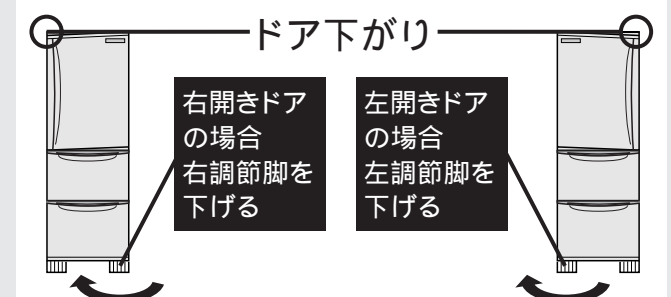 ドア下がり
右開きドア
の場合
右調節脚を
下げる
左開きドア
の場合
左調節脚を
下げる